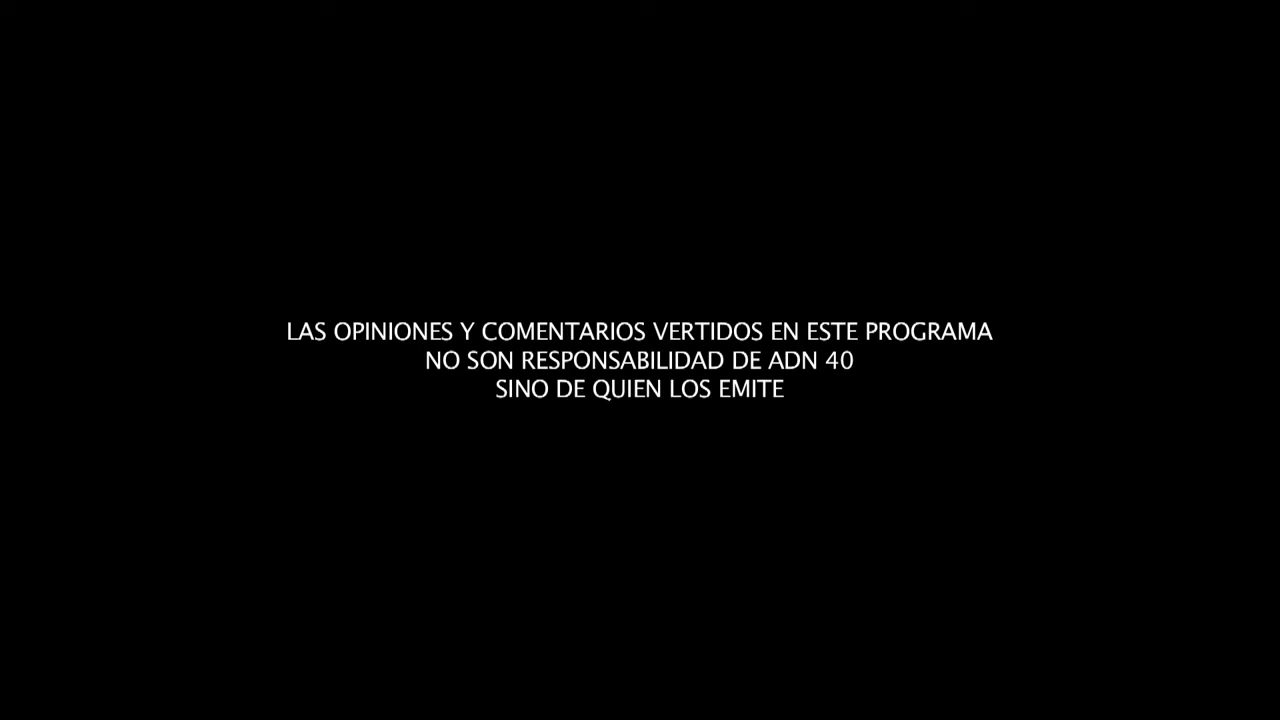 LAS OPINIONES Y COMENTARIOS VERTIDOS EN ESTE PROGRAMA
NO SON RESPONSABILIDAD DE ADN 40
SINO DE QUIEN LOS EMITE